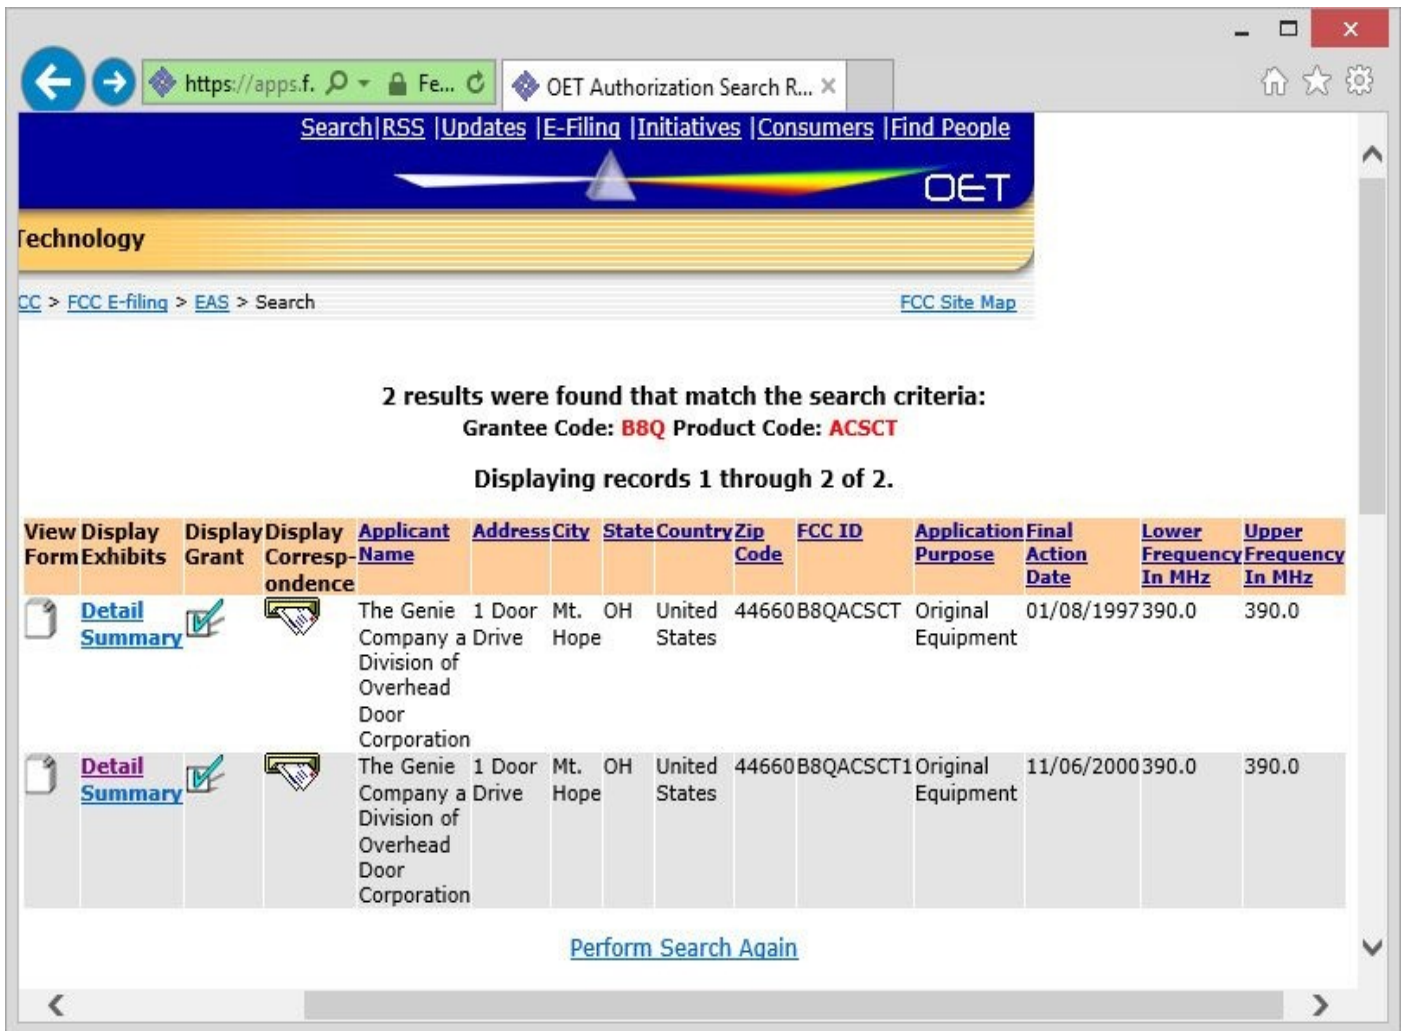 https://apps.f. Fe... OET Authorization Search R...
Search|RSS |Updates |E-Filing |Initiatives |Consumers |Find People
OET
Technology
CC > FCC E-filing > EAS > Search FCC Site Map
2 results were found that match the search criteria:
Grantee Code: B8Q Product Code: ACSCT
Displaying records 1 through 2 of 2.
View Display Display Display Applicant Address City State Country Zip FCC ID Application Final Lower Upper
Form Exhibits Grant Corresp- Name Code Purpose Action Frequency Frequency
ondence Date In MHz In MHz
Detail The Genie 1 Door Mt. OH United 44660 B8QACSCT Original 01/08/1997 390.0 390.0
Summary Company a Drive Hope States Equipment
Division of
Overhead
Door
Corporation
Detail The Genie 1 Door Mt. OH United 44660 B8QACSCT1 Original 11/06/2000 390.0 390.0
Summary Company a Drive Hope States Equipment
Division of
Overhead
Door
Corporation
Perform Search Again